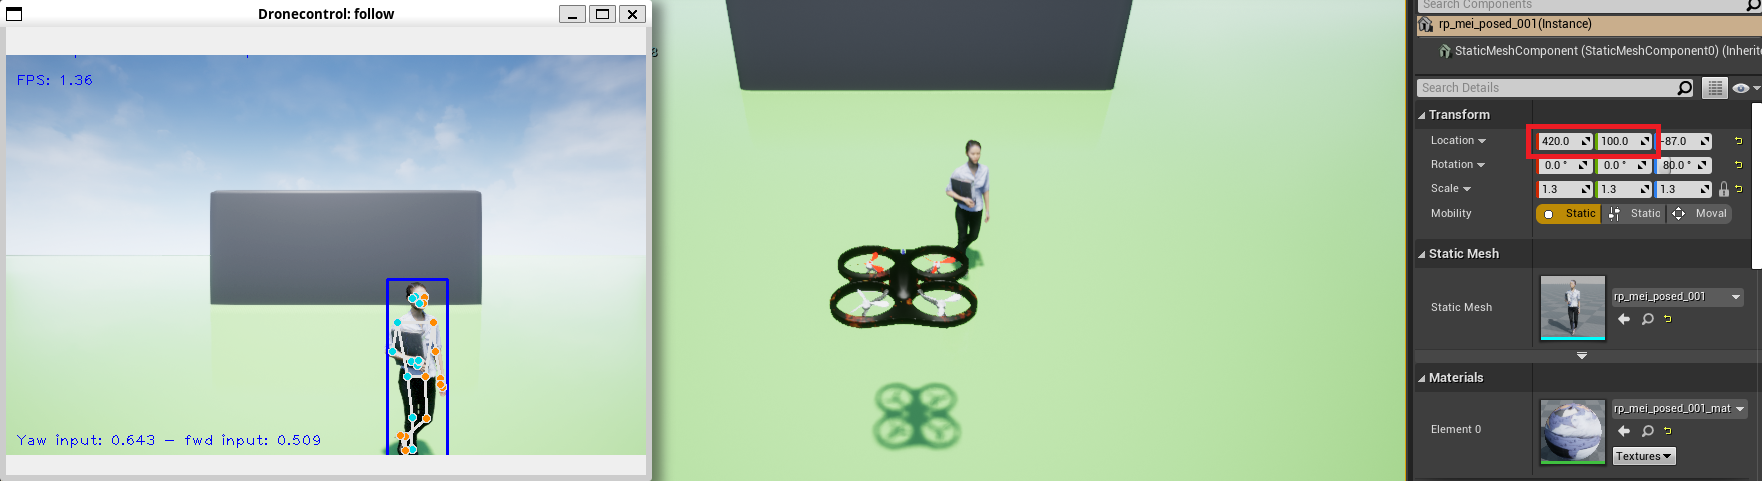 Dronecontrol: follow
FPS: 1.36
Yaw input: 0.643 – fwd input: 0.509
8
Search Components
rp_mei_posed_001(Instance)
StaticMeshComponent (StaticMeshComponent0) (Inherite
Search Details
Transform
Location 420.0 100.0 -87.0
Rotation 0.0 ° 0.0 ° 80.0 °
Scale 1.3 1.3 1.3
Mobility Static Static Moval
Static Mesh
Static Mesh rp_mei_posed_001
Materials
Element 0 rp_mei_posed_001_mat
Textures